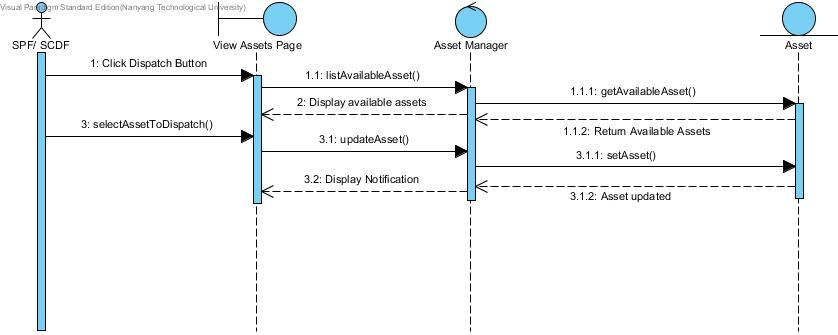 Visual Paradigm Standard Edition(Nanyang Technological University)
SPF/ SCDF
View Assets Page
Asset Manager
Asset
1: Click Dispatch Button
1.1: listAvailableAsset()
1.1.1: getAvailableAsset()
2: Display available assets
1.1.2: Return Available Assets
3: selectAssetToDispatch()
3.1: updateAsset()
3.1.1: setAsset()
3.2: Display Notification
3.1.2: Asset updated